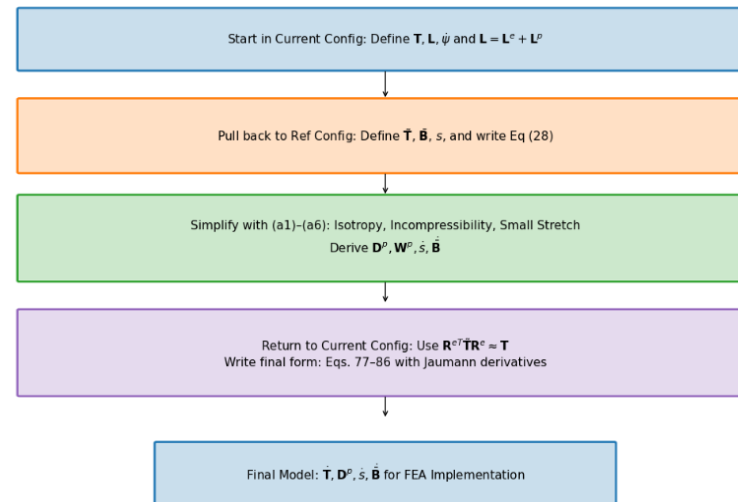 Start in Current Config: Define T, L, ψ̇ and L = Lᵉ + Lᵖ
Pull back to Ref Config: Define T̄, B̄, s, and write Eq (28)
Simplify with (a1)–(a6): Isotropy, Incompressibility, Small Stretch
Derive Dᵖ, Wᵖ, ṡ, Ḃ̄
Return to Current Config: Use RᵉᵀT̄Rᵉ ≈ T
Write final form: Eqs. 77–86 with Jaumann derivatives
Final Model: Ṫ, Dᵖ, ṡ, Ḃ̄ for FEA Implementation